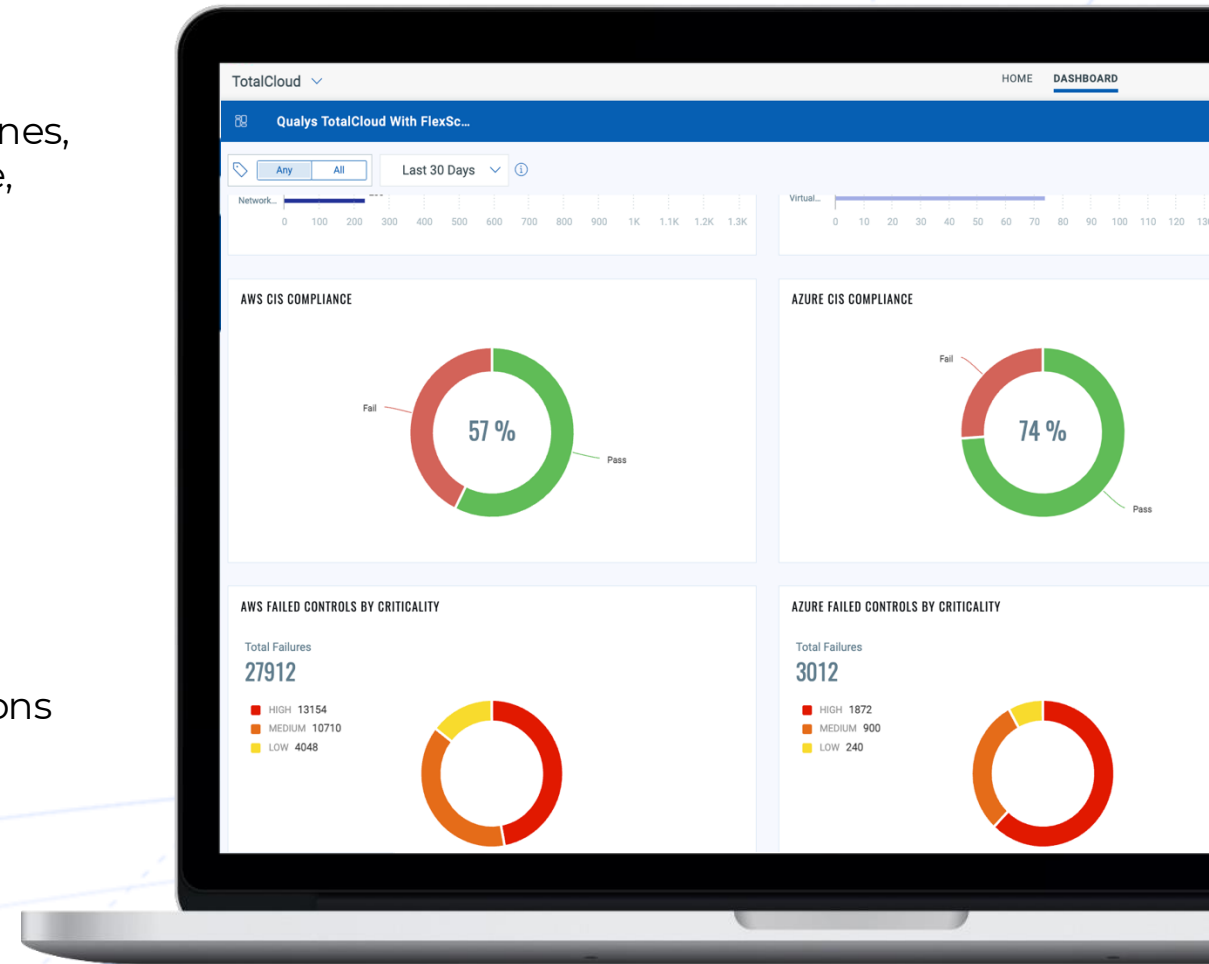 TotalCloud
HOME DASHBOARD
Qualys TotalCloud With FlexSc...
Any All Last 30 Days
Network...
0 100 200 300 400 500 600 700 800 900 1K 1.1K 1.2K 1.3K
Virtual...
0 10 20 30 40 50 60 70 80 90 100 110 120
AWS CIS COMPLIANCE
Fail
57 %
Pass
AZURE CIS COMPLIANCE
Fail
74 %
Pass
AWS FAILED CONTROLS BY CRITICALITY
Total Failures
27912
HIGH 13154
MEDIUM 10710
LOW 4048
AZURE FAILED CONTROLS BY CRITICALITY
Total Failures
3012
HIGH 1872
MEDIUM 900
LOW 240